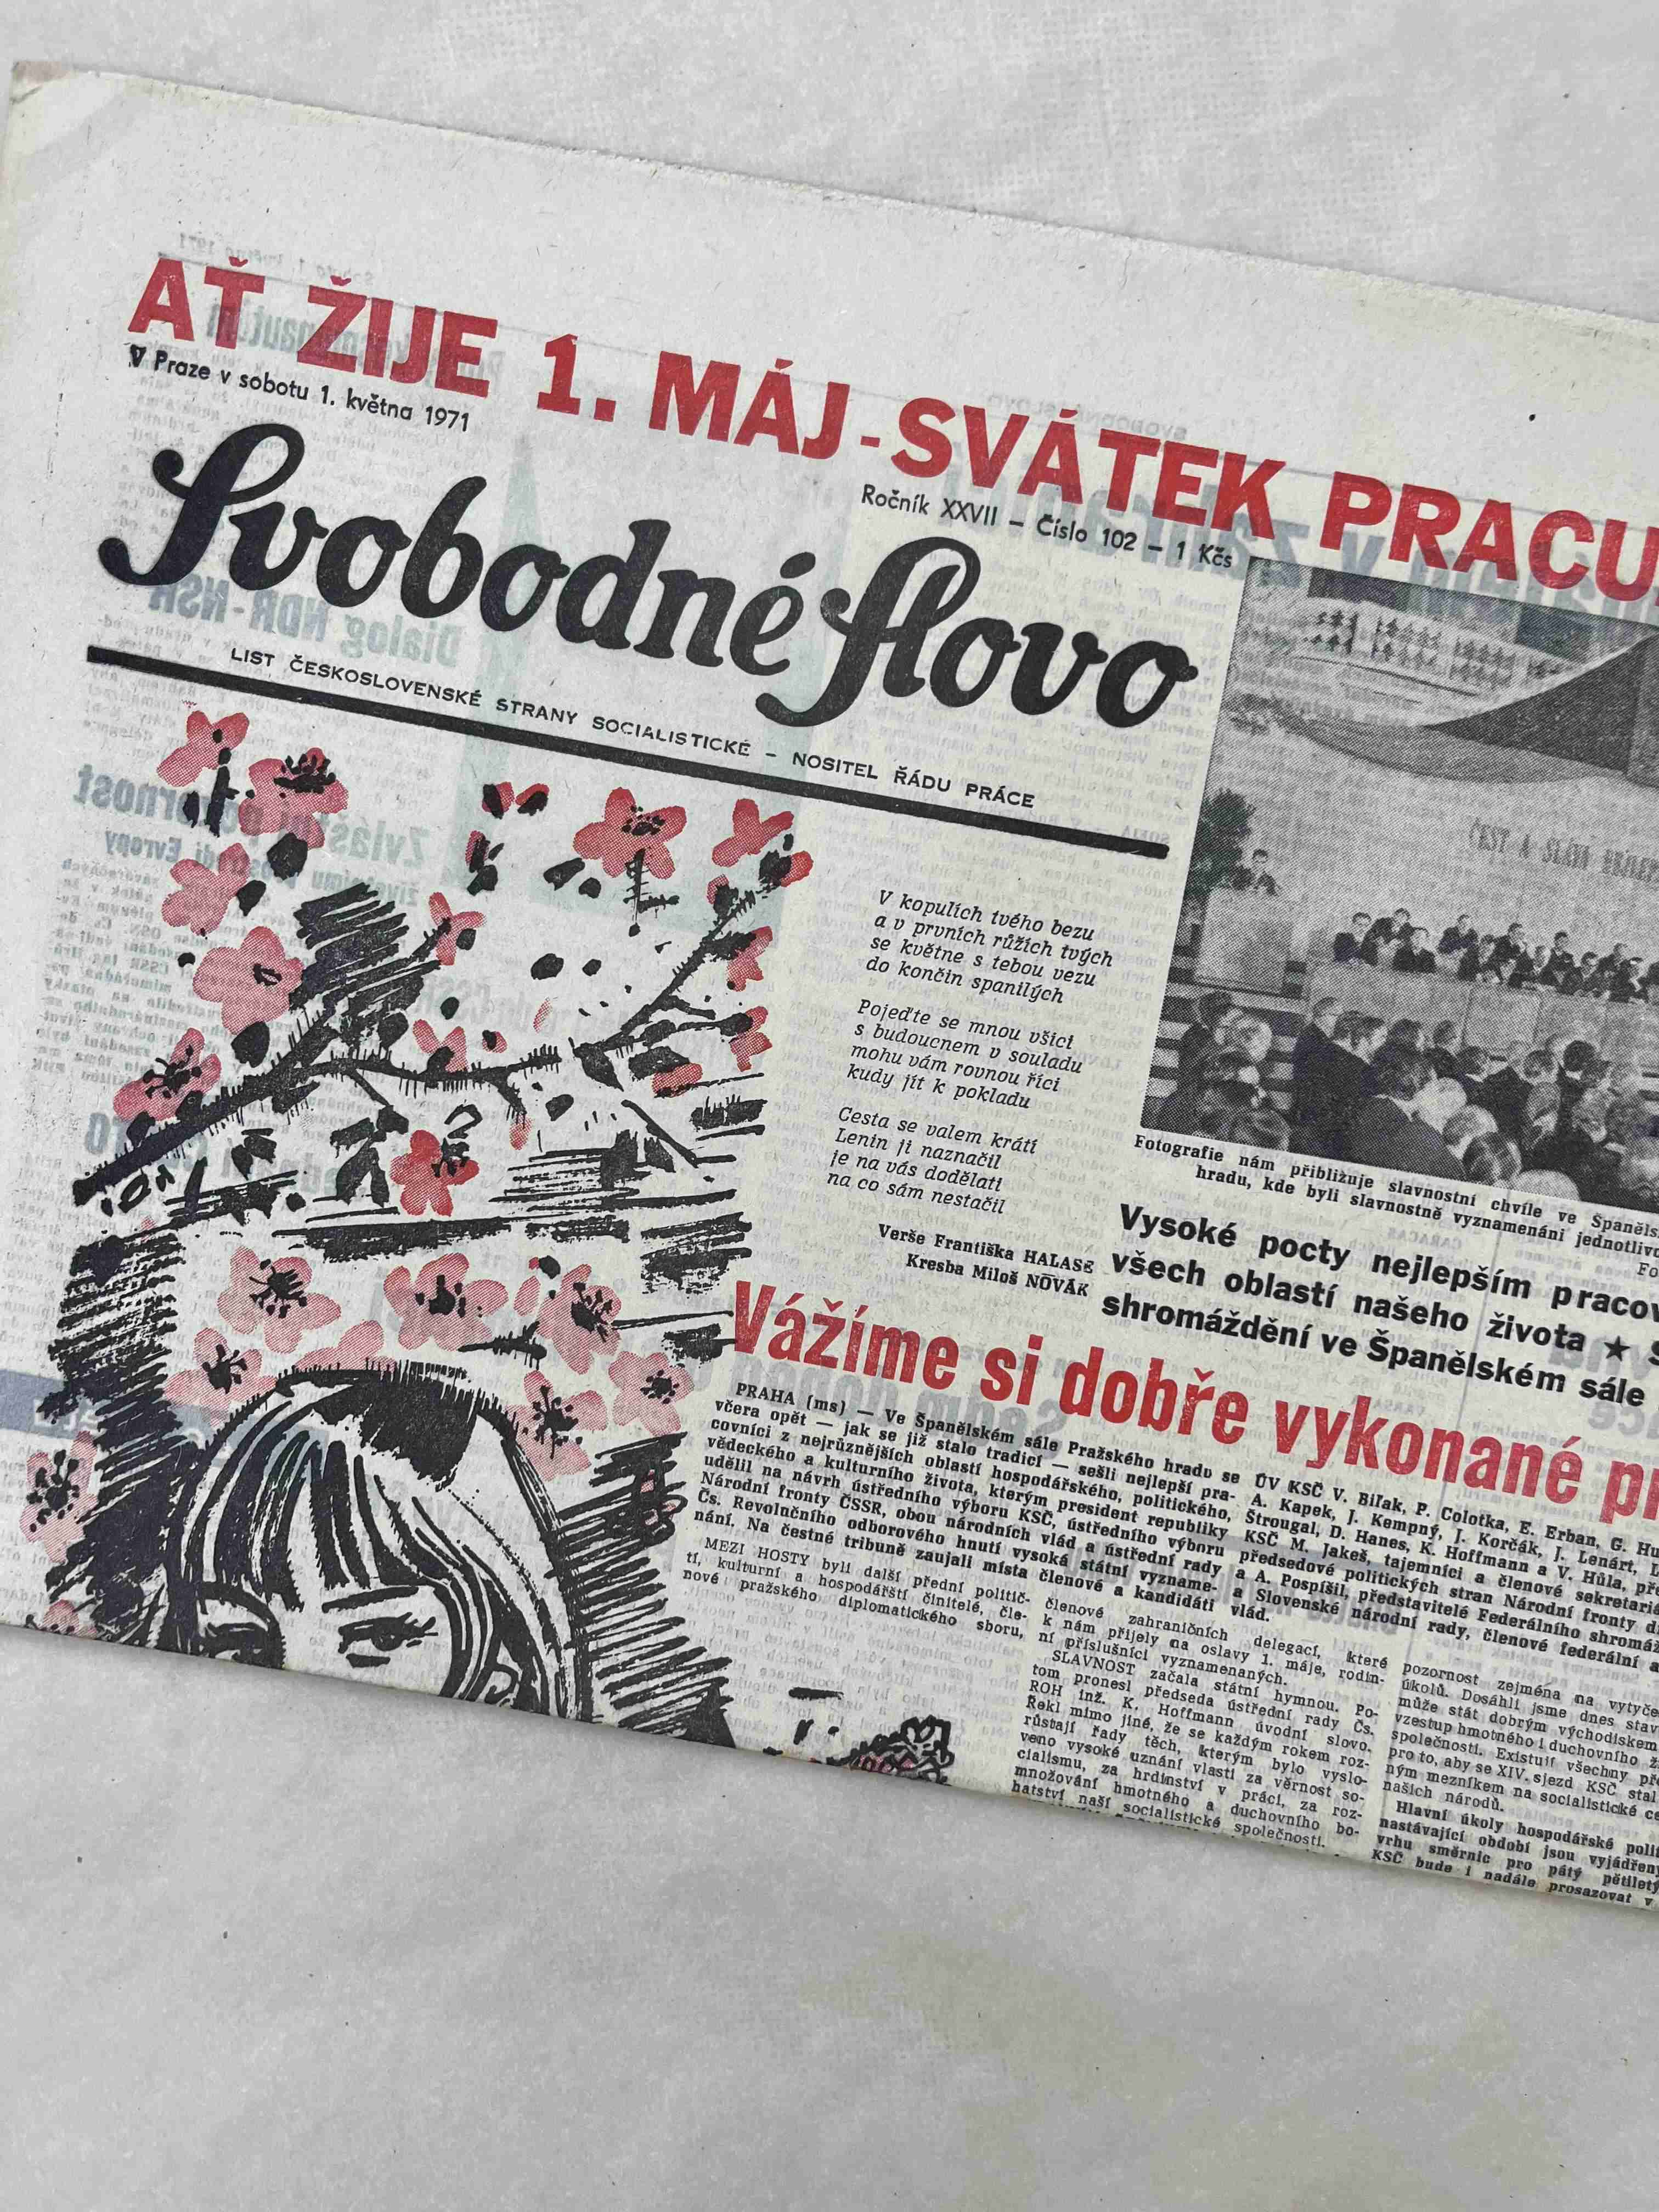 AŤ ŽIJE 1. MÁJ - SVÁTEK
V Praze v sobotu 1. května 1971
Ročník XXVII — Číslo 102 — 1 Kčs
Svobodné slovo
LIST ČESKOSLOVENSKÉ STRANY SOCIALISTICKÉ — NOSITEL ŘÁDU PRÁCE
V kopulích tvého bezu
a v prvních růžích tvých
se květne s tebou vezu
do končin spanilých
Pojeďte se mnou všici
s budoucnem v souladu
mohu vám rovnou říci
kudy jít k pokladu
Cesta se valem krátí
Lenin ji naznačil
je na vás dodělati
na co sám nestačil
Verše Františka HALASE
Kresba Miloš NOVÁK
ČEST A SLÁVA
Fotografie nám přibližuje slavnostní chvíle ve
hradu, kde byli slavnostně vyznamenáni
Vysoké pocty nejlepším
všech oblastí našeho života ★
shromáždění ve Španělském sále
Vážíme si dobře vykonané
PRAHA (ms) — Ve Španělském sále Pražského hradu se
včera opět — jak se již stalo tradicí — sešli nejlepší pra-
covníci z nejrůznějších oblastí hospodářského, politického,
vědeckého a kulturního života, kterým president republiky
udělil na návrh ústředního výboru KSČ, ústředního výboru
Národní fronty ČSSR, obou národních vlád a ústřední rady
Čs. Revolučního odborového hnutí vysoká státní vyzname-
nání. Na čestné tribuně zaujali místa členové a kandidáti
ÚV KSČ V. Biľak, P. Colotka, E. Erban, G.
A. Kapek, J. Kempný, J. Korčák, J. Lenárt,
Štrougal, D. Hanes, K. Hoffmann a V. Hůla,
KSČ M. Jakeš, tajemníci a členové
předsedové politických stran Národní fronty
a A. Pospíšil, představitelé Federálního
a Slovenské národní rady, členové federální
vlád.
MEZI HOSTY byli další přední politič-
tí, kulturní a hospodářští činitelé, čle-
nové pražského diplomatického sboru,
členové zahraničních delegací, které
k nám přijely na oslavy 1. máje, rodin-
ní příslušníci vyznamenaných.
SLAVNOST začala státní hymnou. Po-
tom pronesl předseda ústřední rady Čs.
ROH inž. K. Hoffmann úvodní slovo.
Řekl mimo jiné, že se každým rokem roz-
růstají řady těch, kterým bylo vyslo-
veno vysoké uznání vlasti za věrnost so-
cialismu, za hrdinství v práci, za roz-
množování hmotného a duchovního bo-
hatství naší socialistické společnosti.
pozornost zejména na
úkolů. Dosáhli jsme dnes
může stát dobrým východiskem
vzestup hmotného i duchovního
společnosti. Existují všechny
pro to, aby se XIV. sjezd KSČ stal
ným mezníkem na socialistické
našich národů.
Hlavní úkoly hospodářské
nastávající období jsou vyjádřeny
vrhu směrnic pro pátý
KSČ bude i nadále prosazovat v